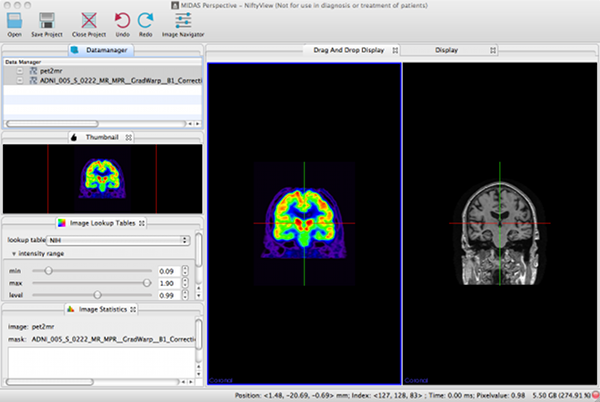 MIDAS Perspective - NiftyView (Not for use in diagnosis or treatment of patients)
Open Save Project Close Project Undo Redo Image Navigator
Datamanager
Drag And Drop Display
Display
Data Manager
pet2mr
ADNI_005_S_0222_MR_MPR__GradWarp__B1_Correcti
Thumbnail
Image Lookup Tables
lookup table NIH
intensity range
min 0.09
max 1.90
level 0.99
Image Statistics
image: pet2mr
mask: ADNI_005_S_0222_MR_MPR__GradWarp__B1_Correcti
Coronal
Coronal
Position: <1.48, -20.69, -0.69> mm; Index: <127, 128, 83> ; Time: 0.00 ms; Pixelvalue: 0.98 5.50 GB (274.91 %)